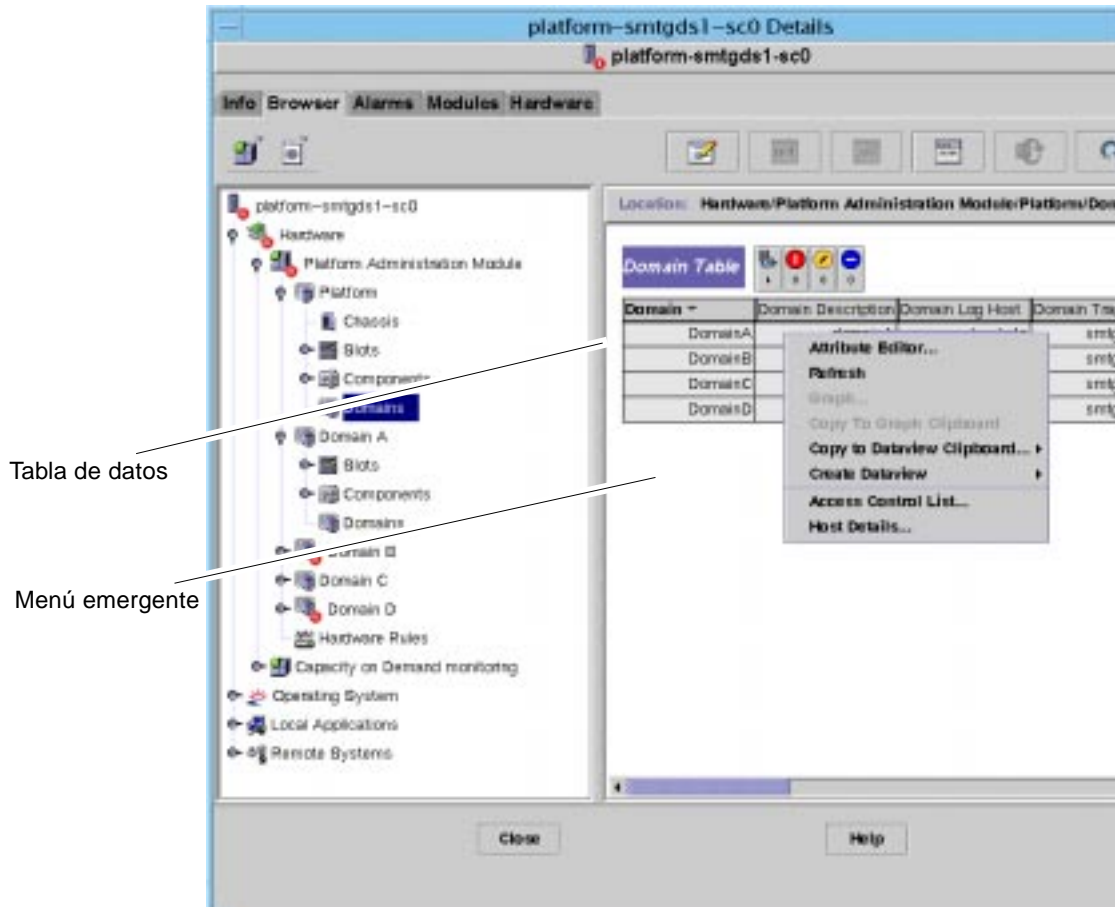 platform-smtgds1-sc0 Details
platform-smtgds1-sc0
Info Browser Alarms Modules Hardware
platform-smtgds1-sc0
Hardware
Platform Administration Module
Platform
Chassis
Slots
Components
Domains
Domain A
Slots
Components
Domains
Domain B
Domain C
Domain D
Hardware Rules
Capacity on Demand monitoring
Operating System
Local Applications
Remote Systems
Location: Hardware/Platform Administration Module/Platform/Dom
Domain Table
Domain Domain Description Domain Log Host Domain
DomainA
DomainB
DomainC
DomainD
Attribute Editor...
Refresh
Graph...
Copy To Graph Clipboard
Copy to Dataview Clipboard...
Create Dataview
Access Control List...
Host Details...
Tabla de datos
Menú emergente
Close Help